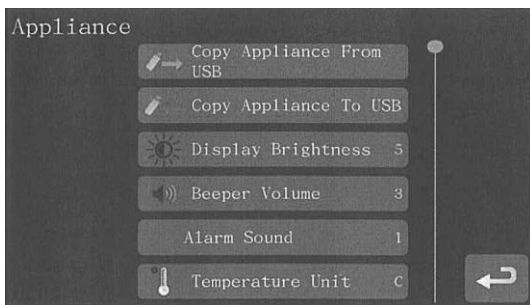 Appliance
Copy Appliance From
USB
Copy Appliance To USB
Display Brightness 5
Beeper Volume 3
Alarm Sound 1
Temperature Unit C